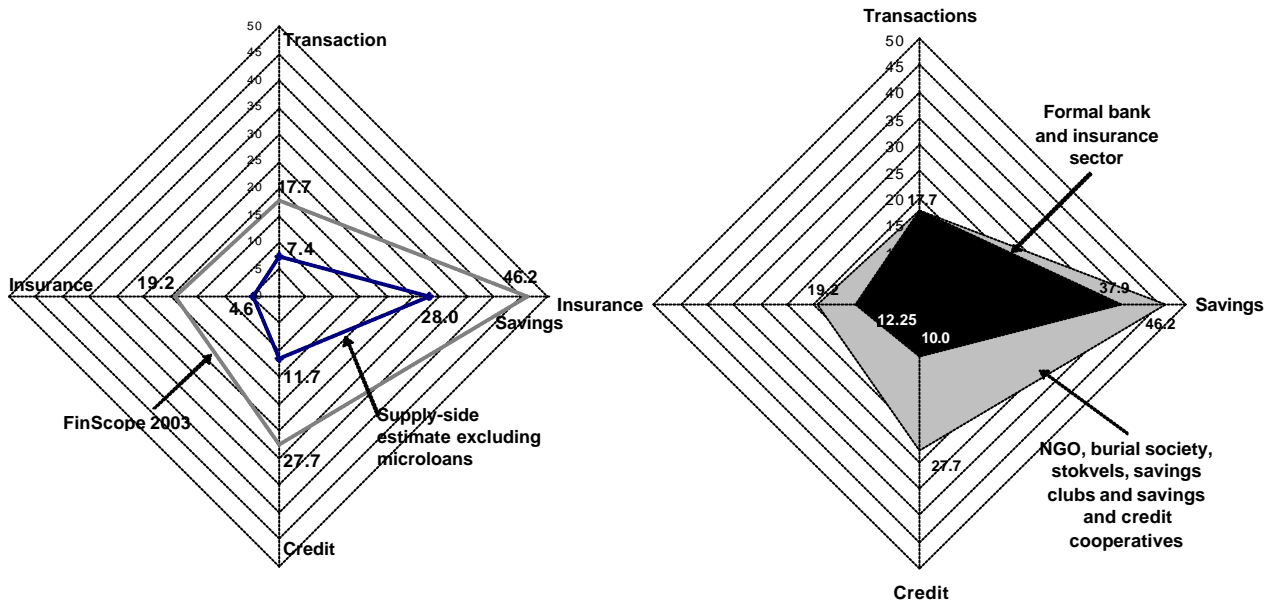 50
Transaction
45
40
35
30
25
20
17.7
15
10
7.4
5
Insurance
19.2
46.2
4.6
28.0
Savings
11.7
FinScope 2003
Supply-side
estimate excluding
microloans
27.7
Credit
Transactions
50
45
40
35
30
25
17.7
15
Formal bank
and insurance
sector
Insurance
19.2
37.9
Savings
46.2
12.25
10.0
27.7
NGO, burial society,
stokvels, savings
clubs and savings
and credit
cooperatives
Credit